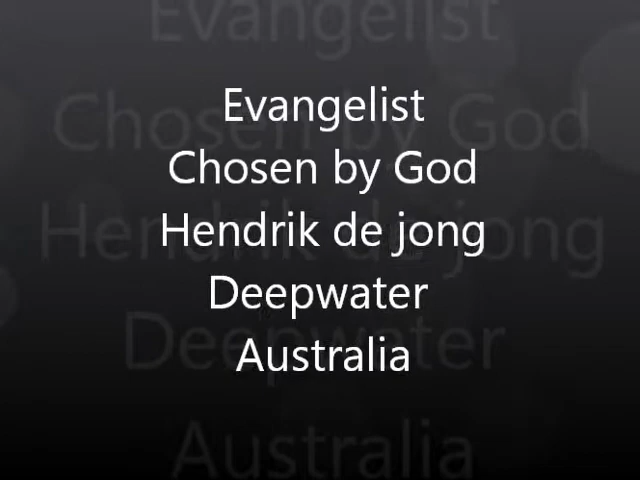 Evangelist
Chosen by God
Hendrik de jong
Deepwater
Australia